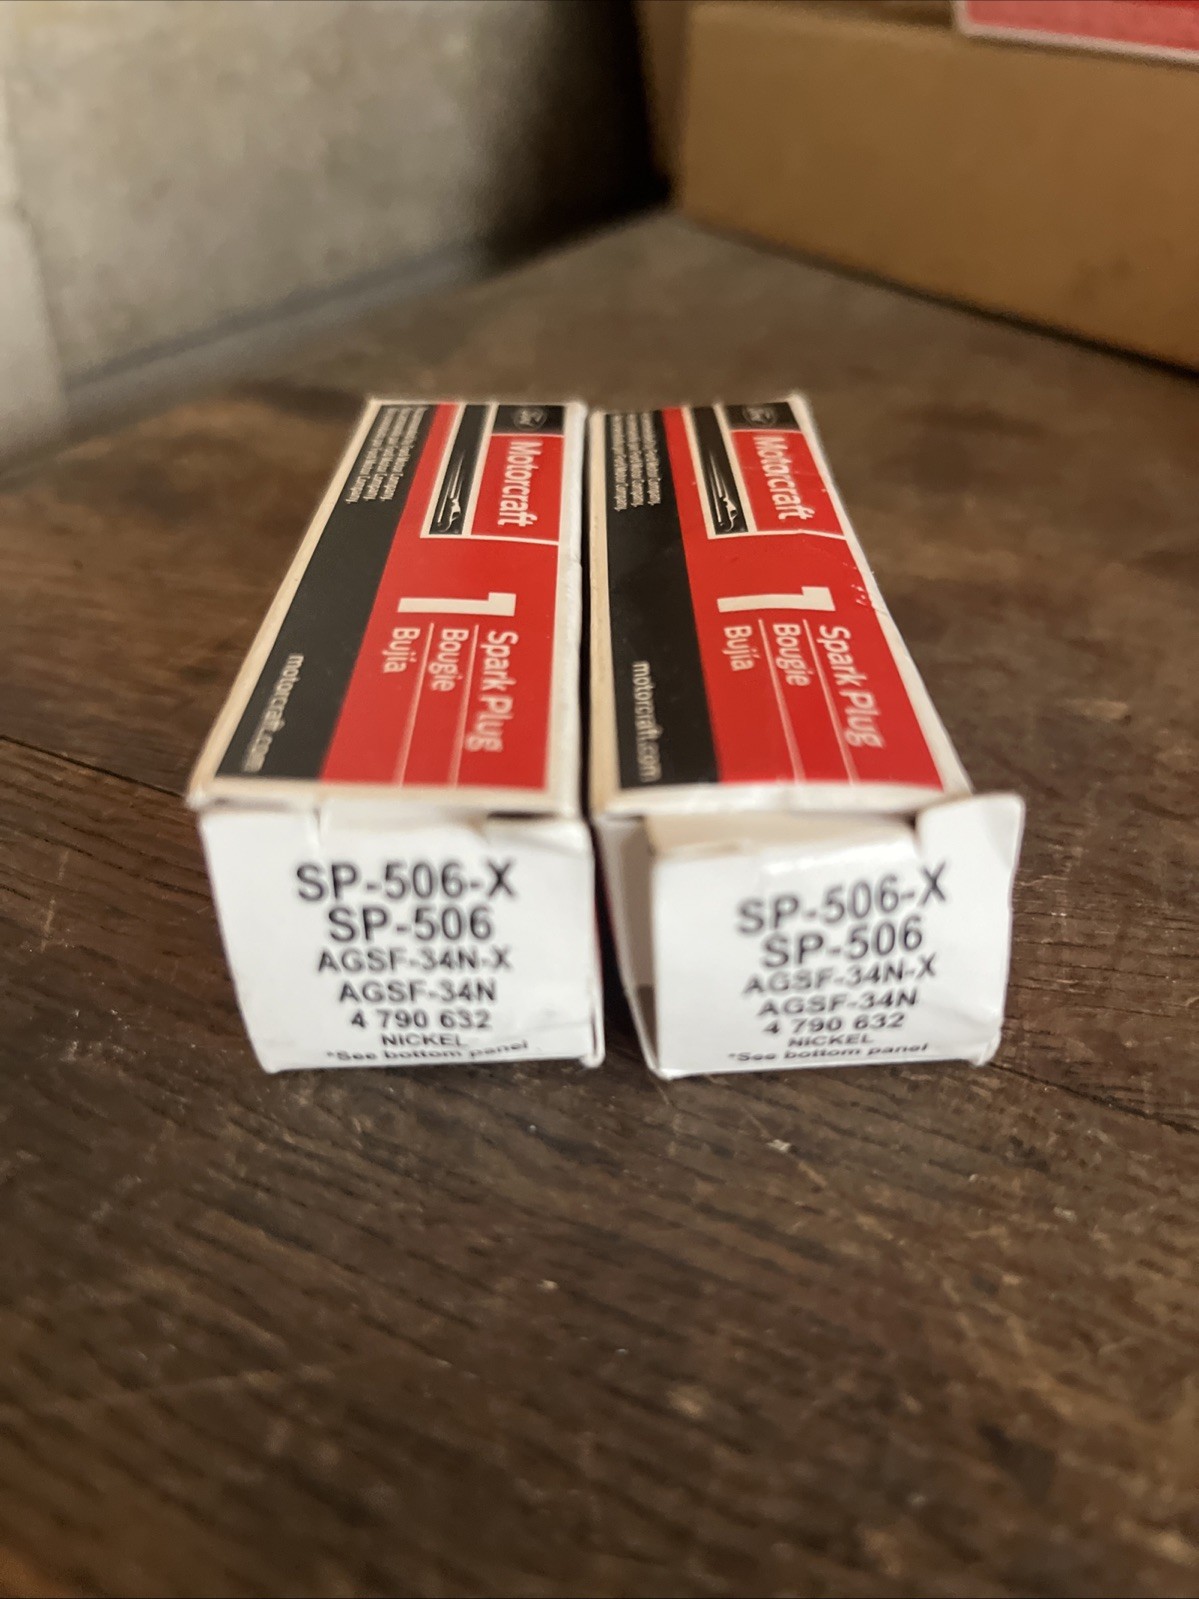 Ford
Motorcraft
1
Spark Plug
Bougie
Bujía
motorcraft.com
SP-506-X
SP-506
AGSF-34N-X
AGSF-34N
4 790 632
NICKEL
*See bottom panel
Ford
Motorcraft
1
Spark Plug
Bougie
Bujía
motorcraft.com
SP-506-X
SP-506
AGSF-34N-X
AGSF-34N
4 790 632
NICKEL
*See bottom panel